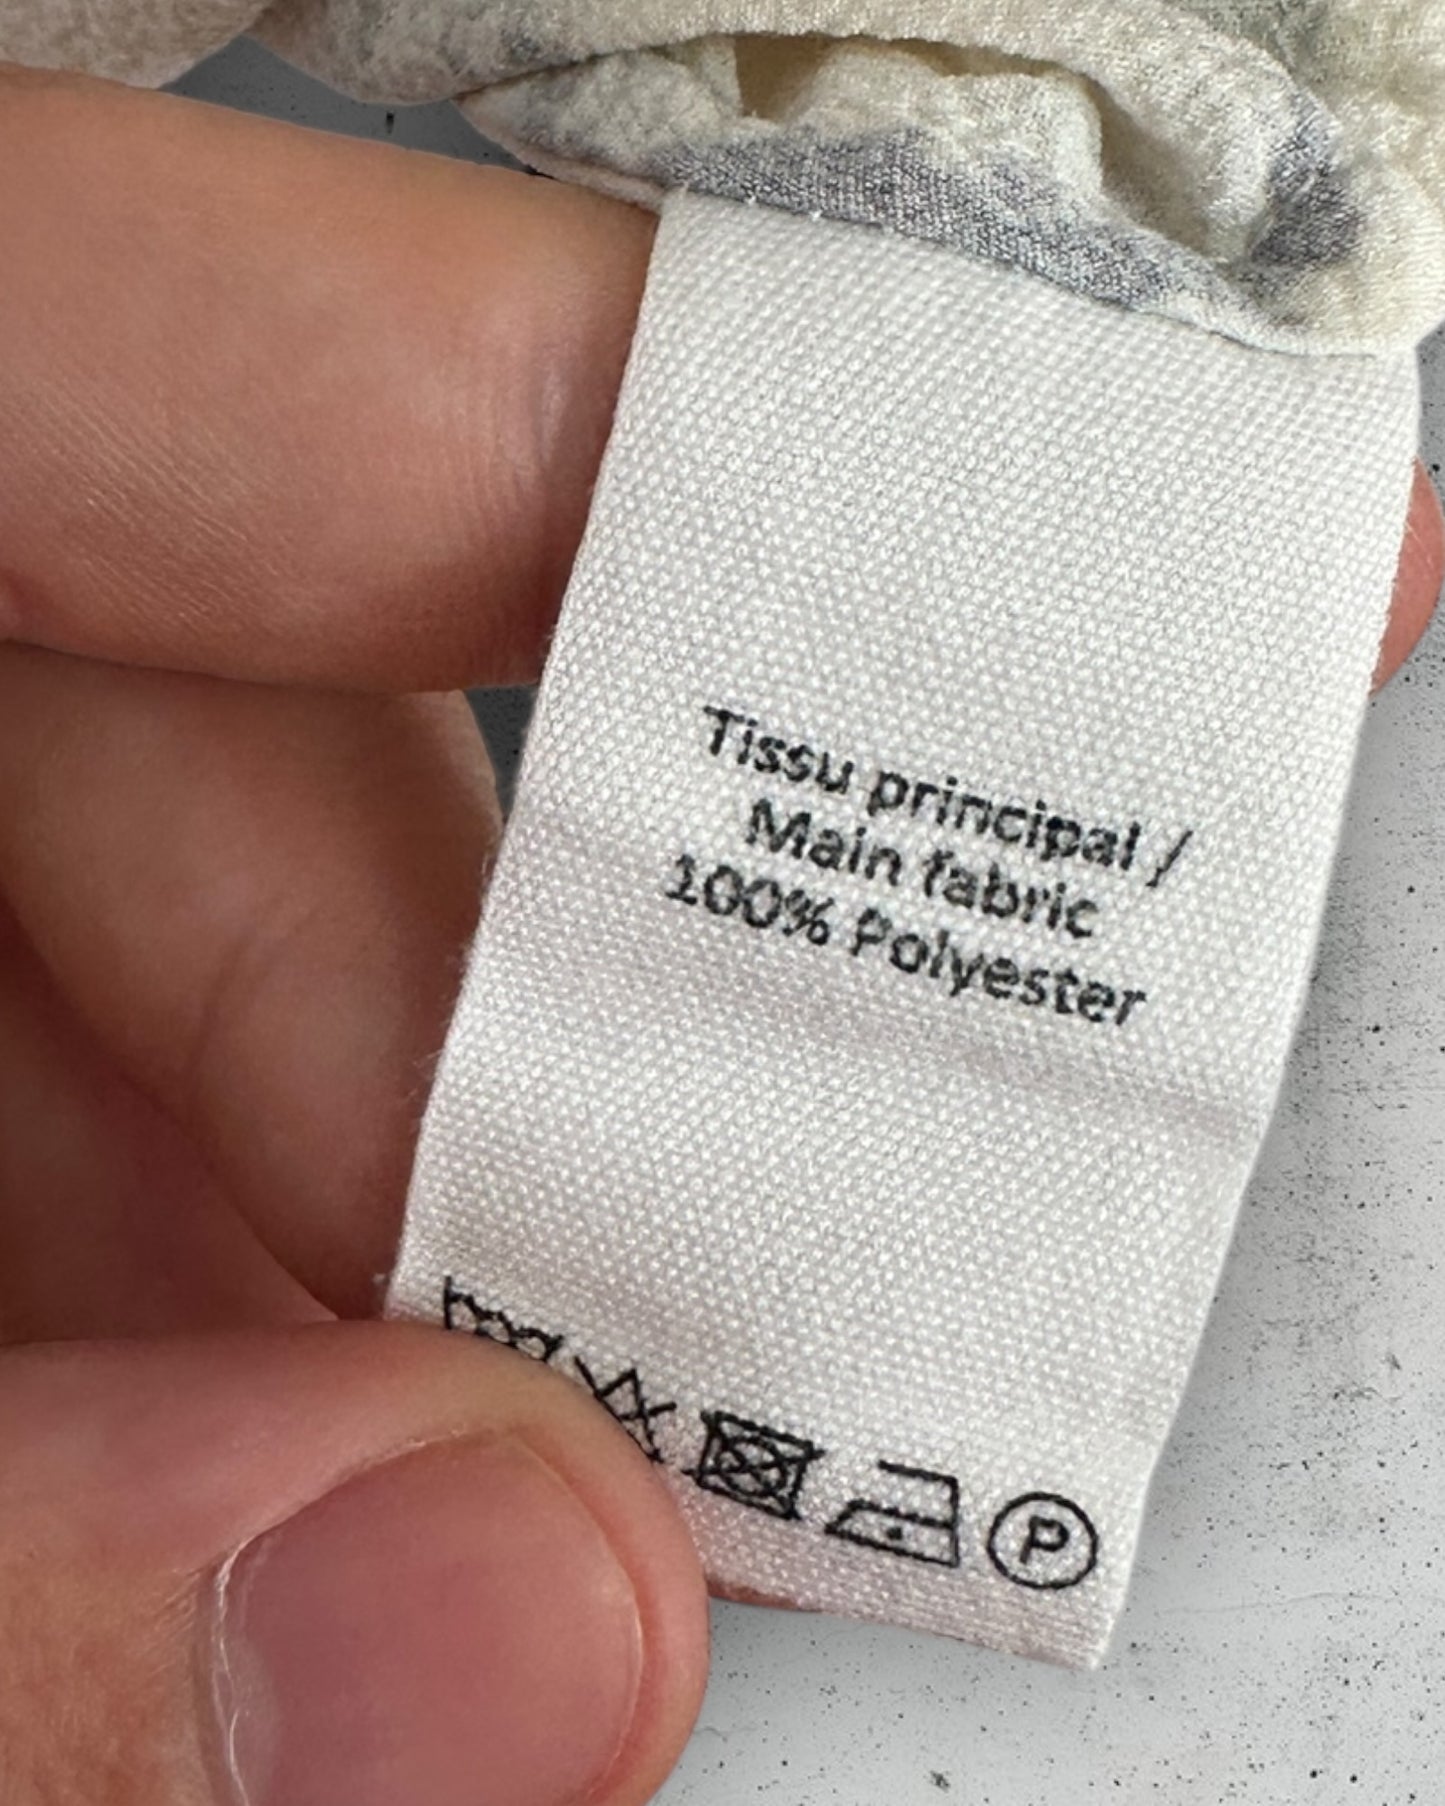 Tissu principal /
Main fabric
100% Polyester
P